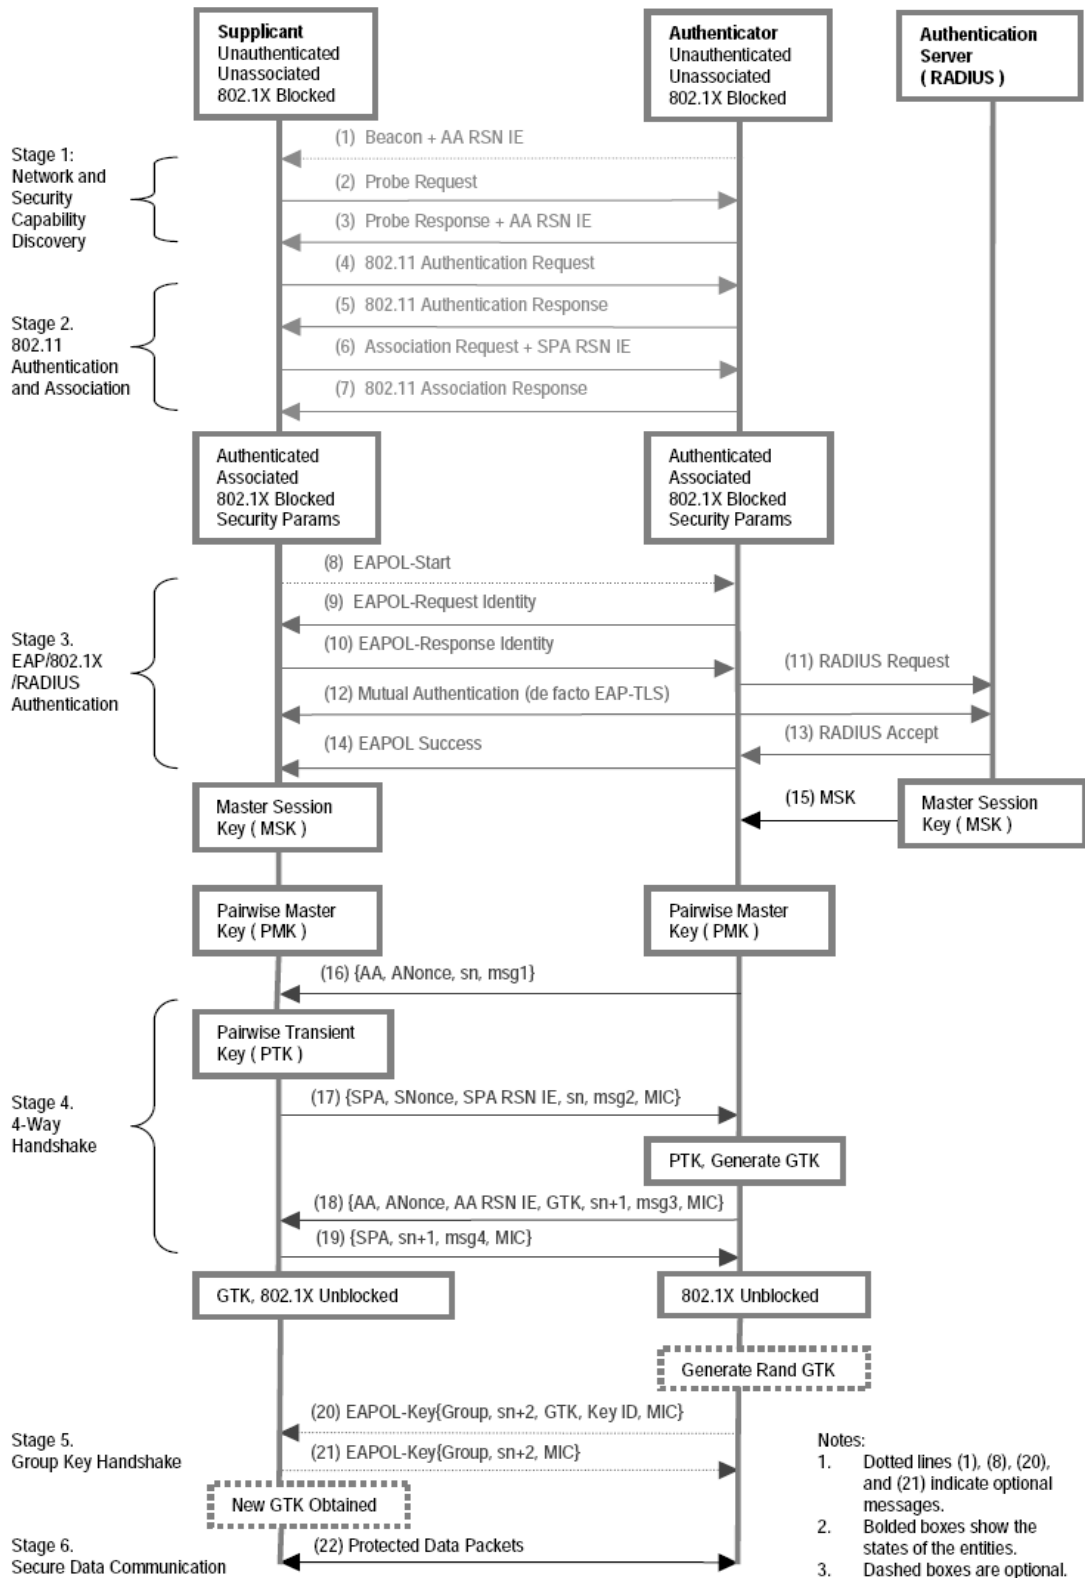 Supplicant
Unauthenticated
Unassociated
802.1X Blocked
Authenticator
Unauthenticated
Unassociated
802.1X Blocked
Authentication
Server
( RADIUS )
Stage 1:
Network and
Security
Capability
Discovery
(1) Beacon + AA RSN IE
(2) Probe Request
(3) Probe Response + AA RSN IE
(4) 802.11 Authentication Request
Stage 2.
802.11
Authentication
and Association
(5) 802.11 Authentication Response
(6) Association Request + SPA RSN IE
(7) 802.11 Association Response
Authenticated
Associated
802.1X Blocked
Security Params
Authenticated
Associated
802.1X Blocked
Security Params
Stage 3.
EAP/802.1X
/RADIUS
Authentication
(8) EAPOL-Start
(9) EAPOL-Request Identity
(10) EAPOL-Response Identity
(11) RADIUS Request
(12) Mutual Authentication (de facto EAP-TLS)
(13) RADIUS Accept
(14) EAPOL Success
Master Session
Key ( MSK )
(15) MSK
Master Session
Key ( MSK )
Pairwise Master
Key ( PMK )
Pairwise Master
Key ( PMK )
(16) {AA, ANonce, sn, msg1}
Pairwise Transient
Key ( PTK )
Stage 4.
4-Way
Handshake
(17) {SPA, SNonce, SPA RSN IE, sn, msg2, MIC}
PTK, Generate GTK
(18) {AA, ANonce, AA RSN IE, GTK, sn+1, msg3, MIC}
(19) {SPA, sn+1, msg4, MIC}
GTK, 802.1X Unblocked
802.1X Unblocked
Generate Rand GTK
(20) EAPOL-Key{Group, sn+2, GTK, Key ID, MIC}
Stage 5.
Group Key Handshake
(21) EAPOL-Key{Group, sn+2, MIC}
New GTK Obtained
Stage 6.
Secure Data Communication
(22) Protected Data Packets
Notes:
1. Dotted lines (1), (8), (20),
and (21) indicate optional
messages.
2. Bolded boxes show the
states of the entities.
3. Dashed boxes are optional.